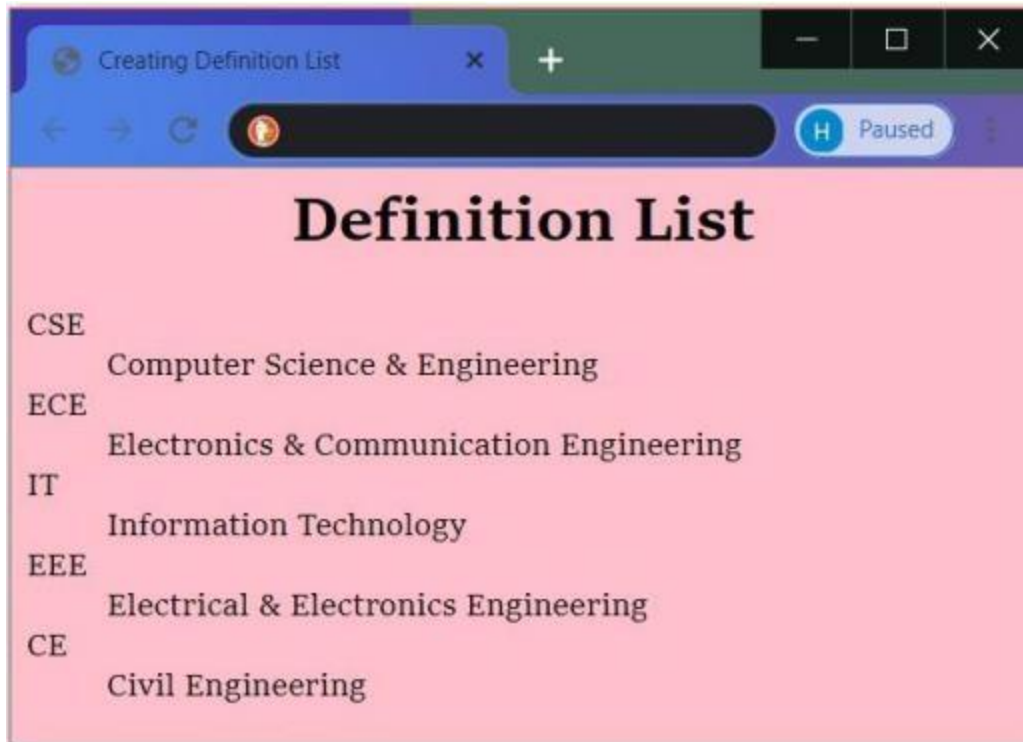 Creating Definition List
H Paused
Definition List
CSE
Computer Science & Engineering
ECE
Electronics & Communication Engineering
IT
Information Technology
EEE
Electrical & Electronics Engineering
CE
Civil Engineering